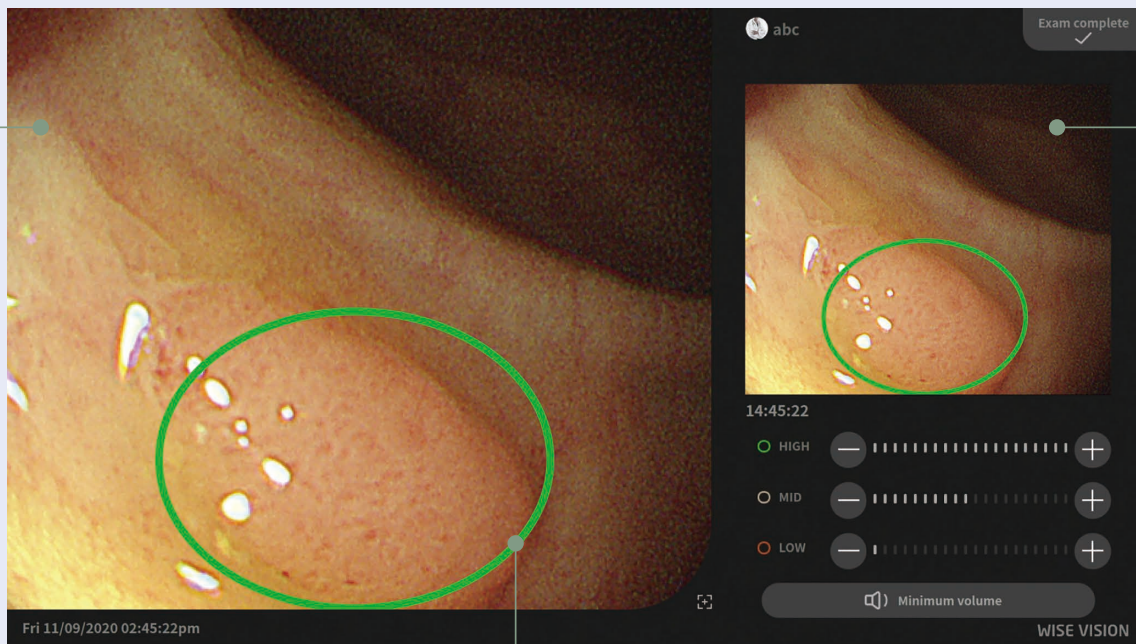 abc
Exam complete
14:45:22
HIGH
MID
LOW
Minimum volume
Fri 11/09/2020 02:45:22pm
WISE VISION